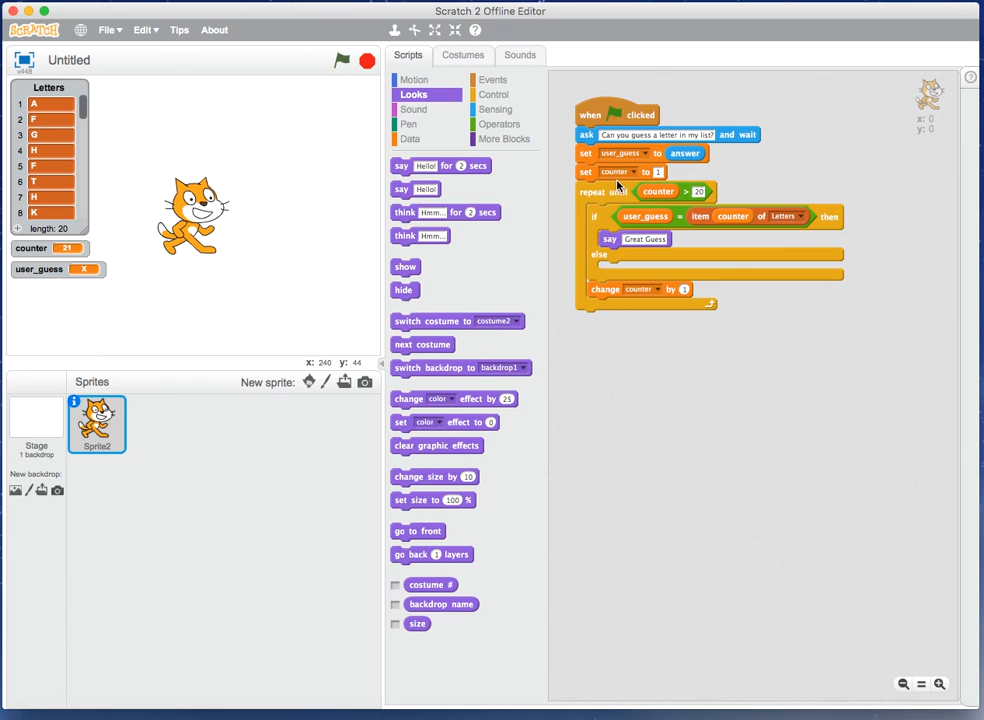 Scratch 2 Offline Editor
SCRATCH File Edit Tips About
v448 Untitled
Letters
1 A
2 F
3 G
4 H
5 F
6 T
7 H
8 K
+ length: 20
counter 21
user_guess X
x: 240 y: 44
Sprites New sprite:
Stage
1 backdrop
New backdrop:
Sprite2
Scripts Costumes Sounds
Motion Events
Looks Control
Sound Sensing
Pen Operators
Data More Blocks
say Hello! for 2 secs
say Hello!
think Hmm... for 2 secs
think Hmm...
show
hide
switch costume to costume2
next costume
switch backdrop to backdrop1
change color effect by 25
set color effect to 0
clear graphic effects
change size by 10
set size to 100 %
go to front
go back 1 layers
costume #
backdrop name
size
when clicked
ask Can you guess a letter in my list? and wait
set user_guess to answer
set counter to 1
repeat until counter > 20
if user_guess = item counter of Letters then
say Great Guess
else
change counter by 1
x: 0
y: 0